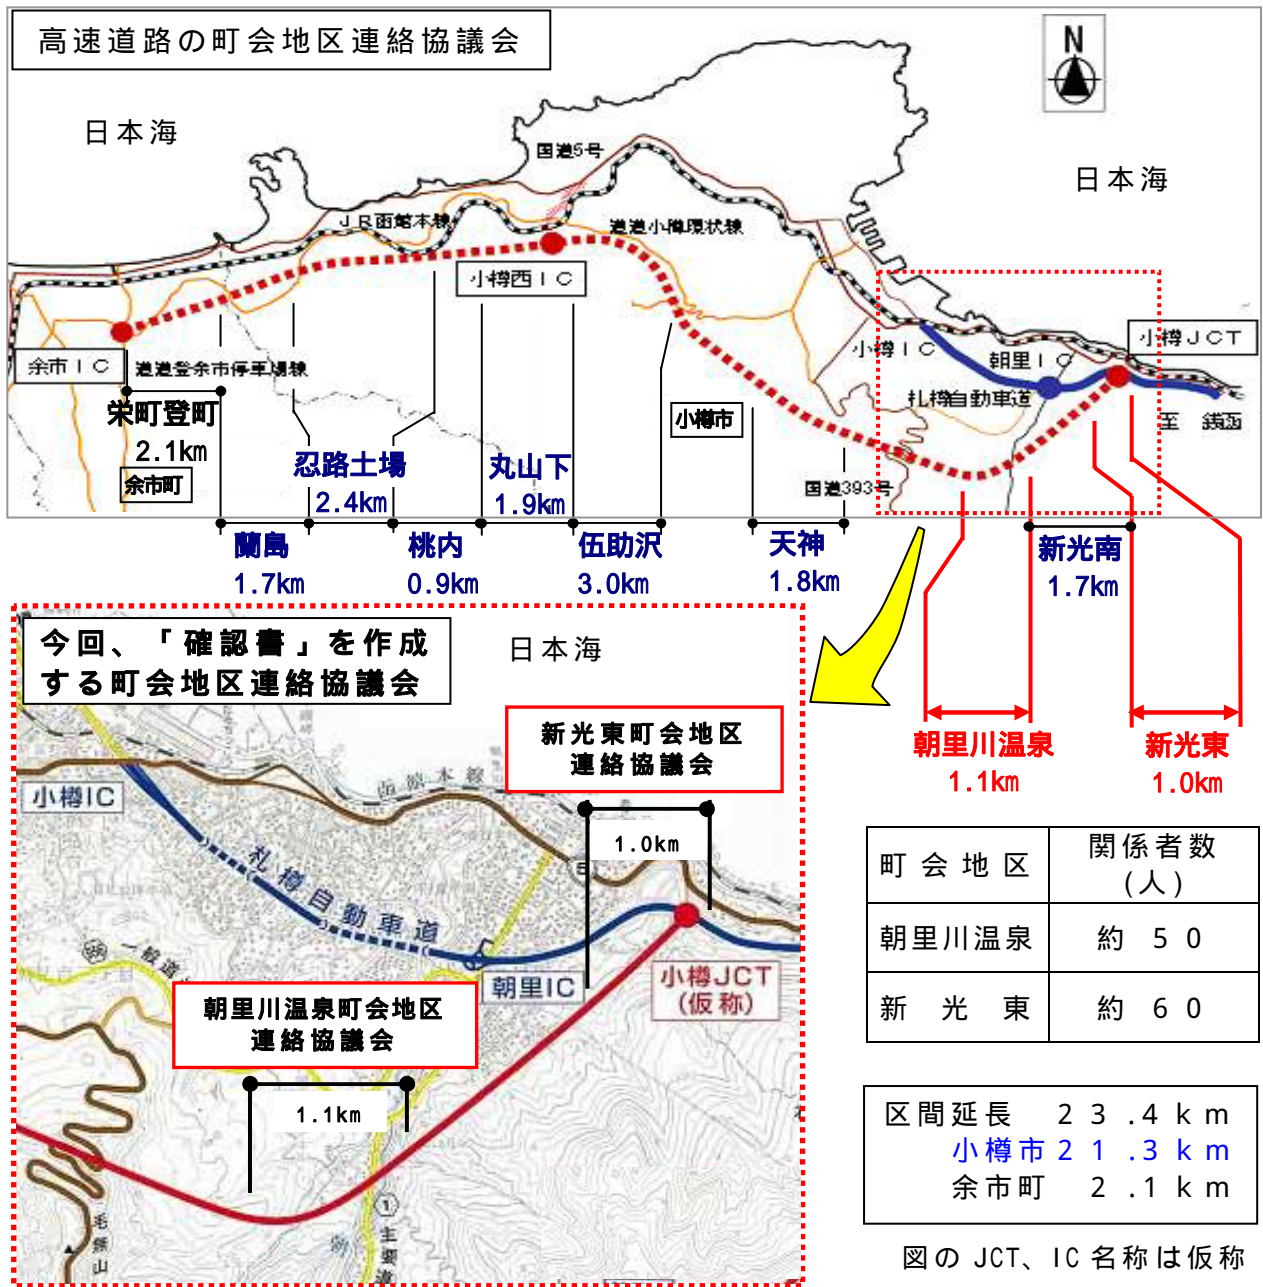 高速道路の町会地区連絡協議会
N
日本海
国道5号
日本海
JR函館本線
道道小樽環状線
小樽西IC
小樽IC
朝里IC
小樽JCT
余市IC
道道登余市停車場線
札樽自動車道
至 銭函
栄町登町
2.1km
余市町
小樽市
忍路土場
2.4km
丸山下
1.9km
国道393号
蘭島
1.7km
桃内
0.9km
伍助沢
3.0km
天神
1.8km
新光南
1.7km
朝里川温泉
1.1km
新光東
1.0km
今回、「確認書」を作成
する町会地区連絡協議会
日本海
新光東町会地区
連絡協議会
1.0km
函館本線
小樽IC
5
札樽自動車道
朝里IC
小樽JCT
(仮称)
一般道
朝里川温泉町会地区
連絡協議会
1.1km
毛無山
1
主要道
町会地区 関係者数
(人)
朝里川温泉 約 50
新光東 約 60
区間延長 23.4km
小樽市 21.3km
余市町 2.1km
図の JCT、IC 名称は仮称